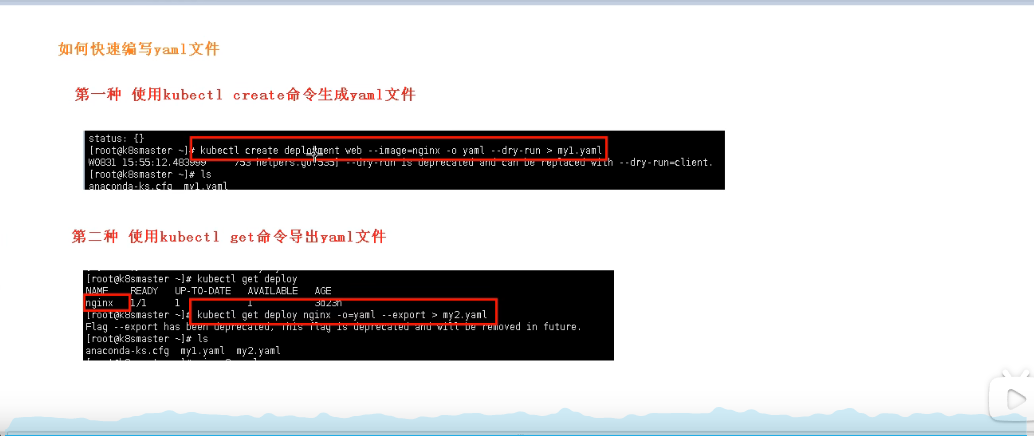 如何快速编写yaml文件
第一种 使用kubectl create命令生成yaml文件
status: {}
[root@k8smaster ~]# kubectl create deployment web --image=nginx -o yaml --dry-run > my1.yaml
W0831 15:55:12.483999     753 helpers.go:535] --dry-run is deprecated and can be replaced with --dry-run=client.
[root@k8smaster ~]# ls
anaconda-ks.cfg  my1.yaml
第二种 使用kubectl get命令导出yaml文件
[root@k8smaster ~]# kubectl get deploy
NAME    READY   UP-TO-DATE   AVAILABLE   AGE
nginx   1/1     1            1           3d23h
[root@k8smaster ~]# kubectl get deploy nginx -o=yaml --export > my2.yaml
Flag --export has been deprecated, This flag is deprecated and will be removed in future.
[root@k8smaster ~]# ls
anaconda-ks.cfg  my1.yaml  my2.yaml